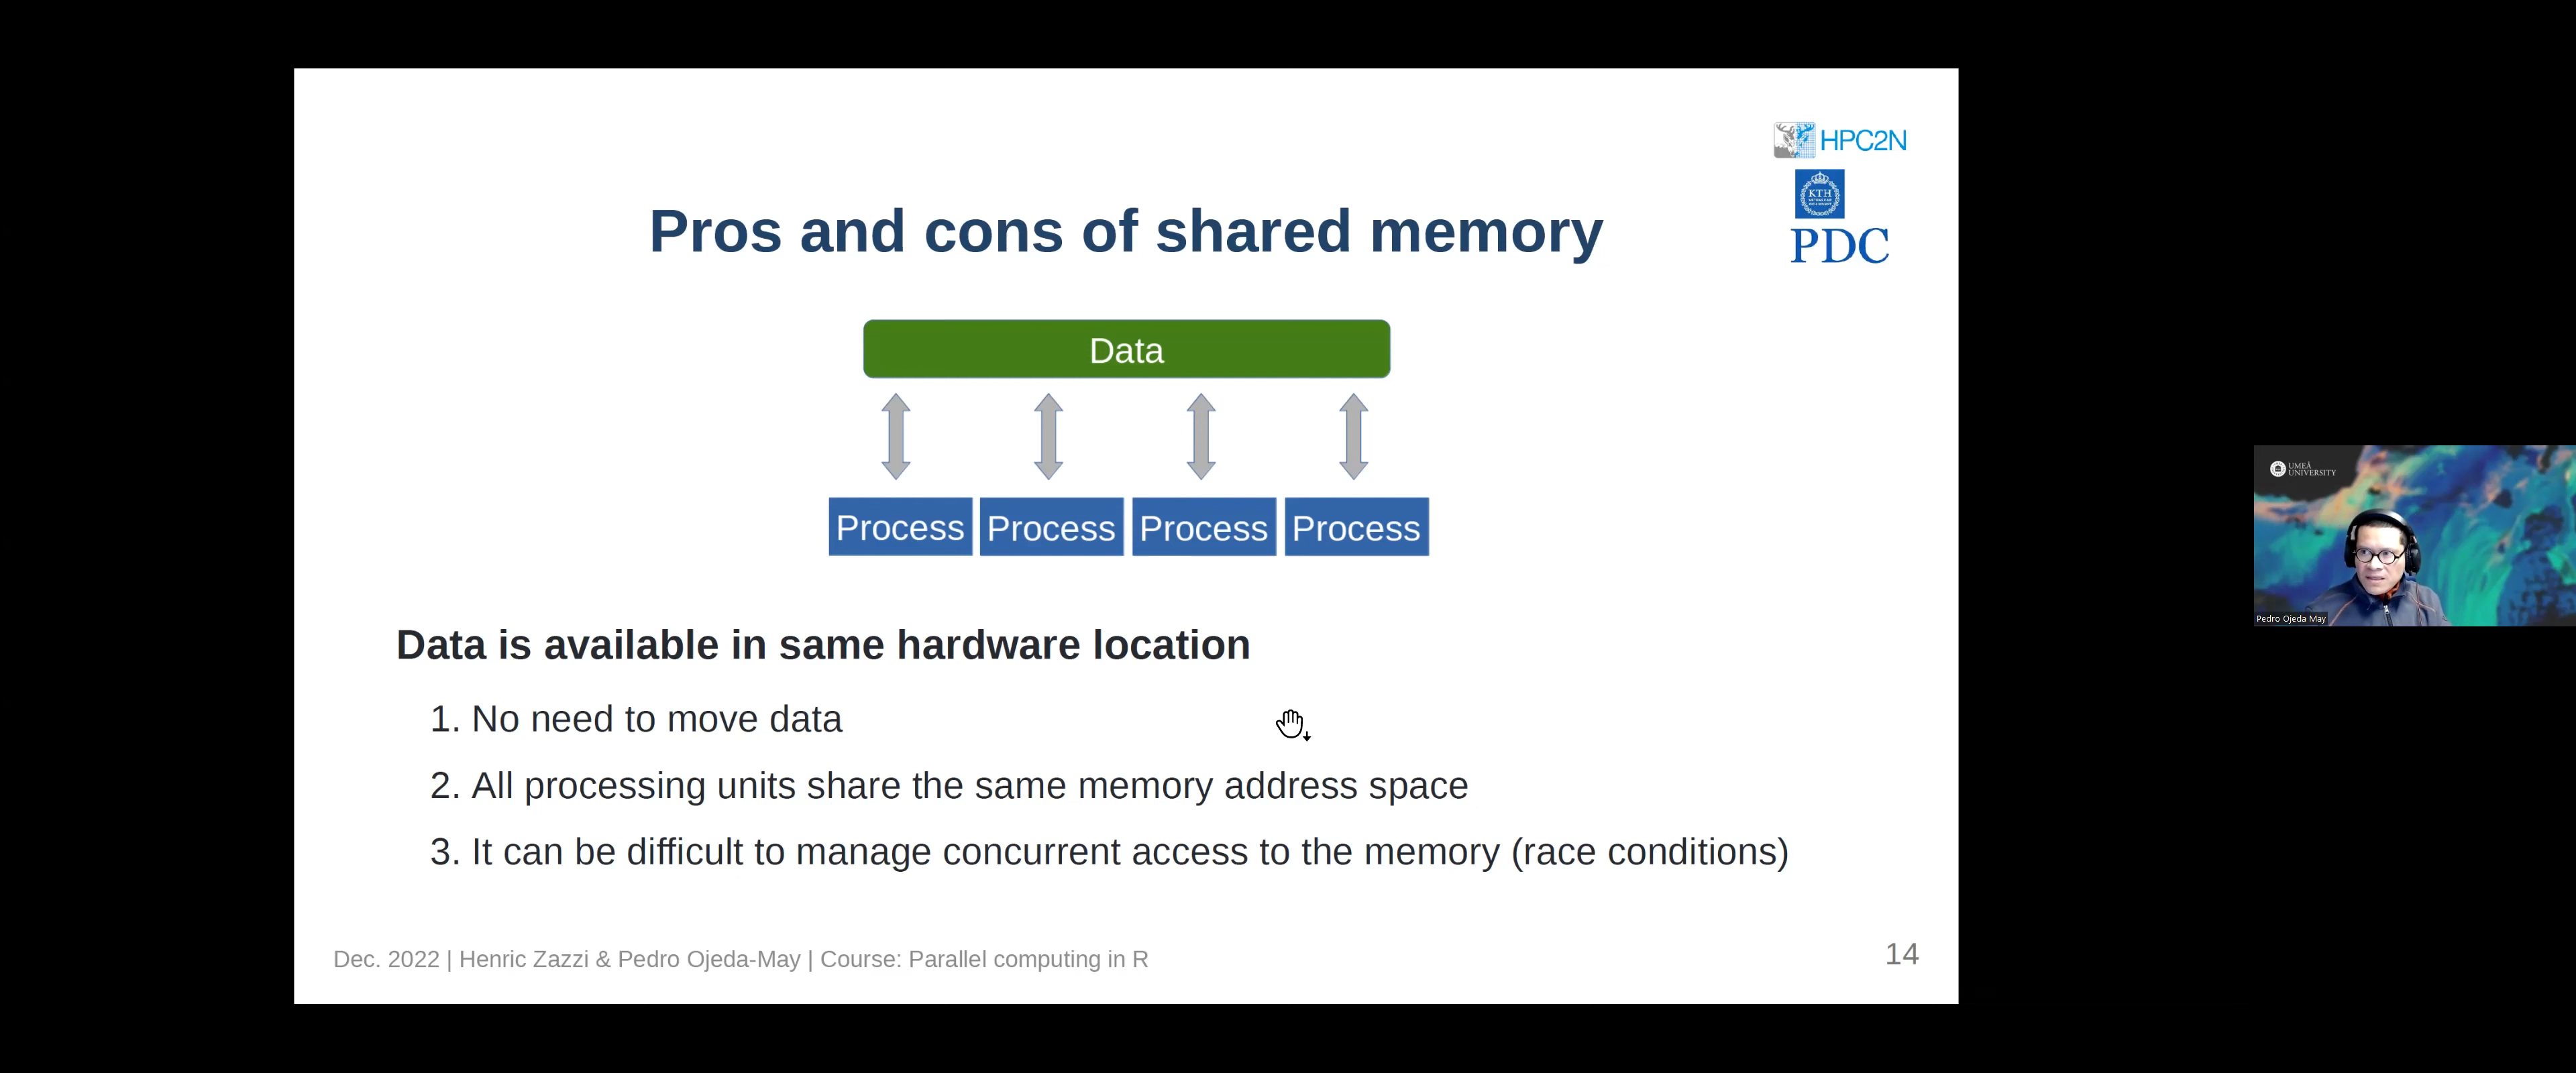 HPC2N
KTH
PDC
Pros and cons of shared memory
Data
Process Process Process Process
Data is available in same hardware location
1. No need to move data
2. All processing units share the same memory address space
3. It can be difficult to manage concurrent access to the memory (race conditions)
Dec. 2022 | Henric Zazzi & Pedro Ojeda-May | Course: Parallel computing in R
14
UMEÅ
UNIVERSITY
Pedro Ojeda May